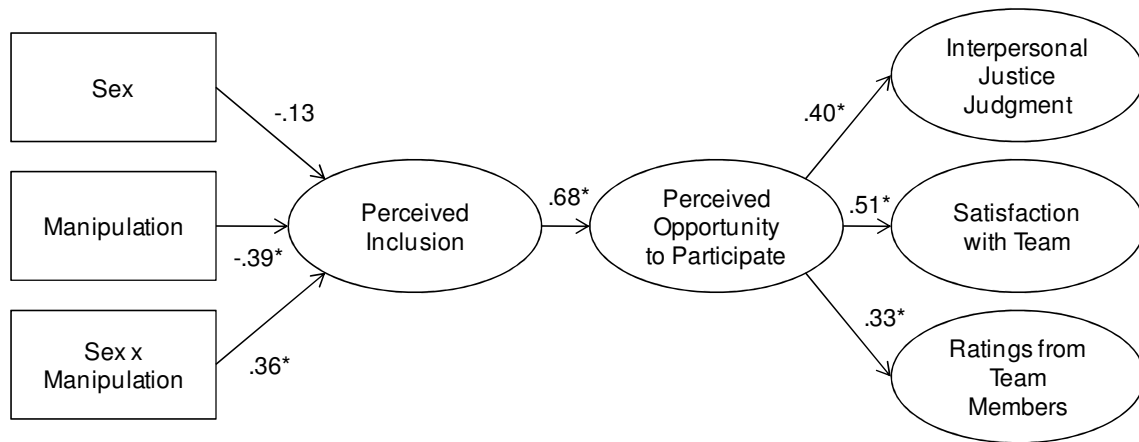 Sex
-.13
Manipulation
-.39*
Sex x
Manipulation
.36*
Perceived
Inclusion
.68*
Perceived
Opportunity
to Participate
.40*
.51*
.33*
Interpersonal
Justice
Judgment
Satisfaction
with Team
Ratings from
Team
Members